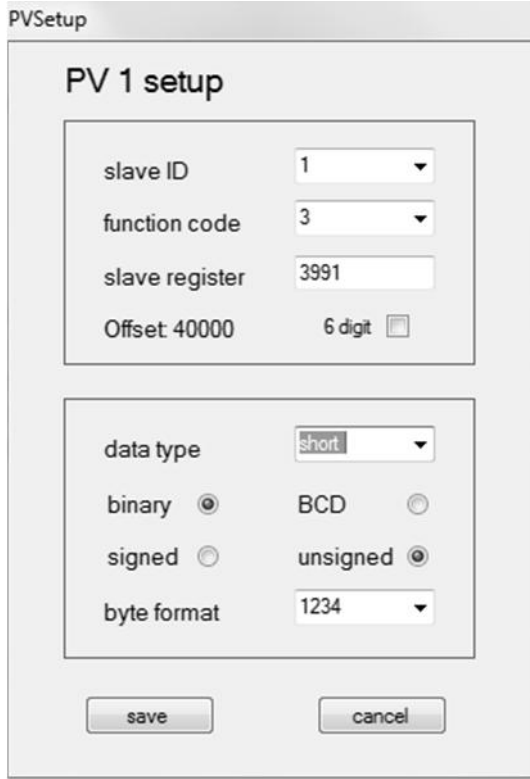 PVSetup
PV 1 setup
slave ID 1
function code 3
slave register 3991
Offset: 40000 6 digit
data type short
binary BCD
signed unsigned
byte format 1234
save cancel